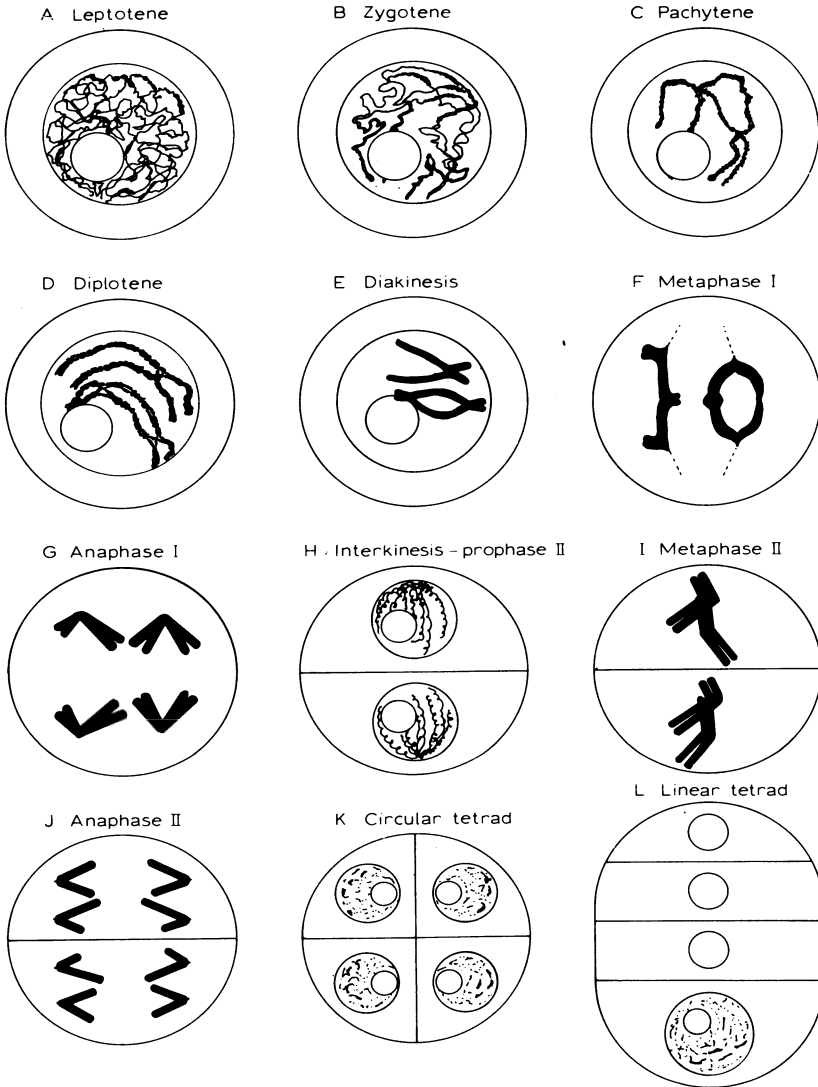 A Leptotene
B Zygotene
C Pachytene
D Diplotene
E Diakinesis
F Metaphase I
G Anaphase I
H . Interkinesis - prophase II
I Metaphase II
J Anaphase II
K Circular tetrad
L Linear tetrad